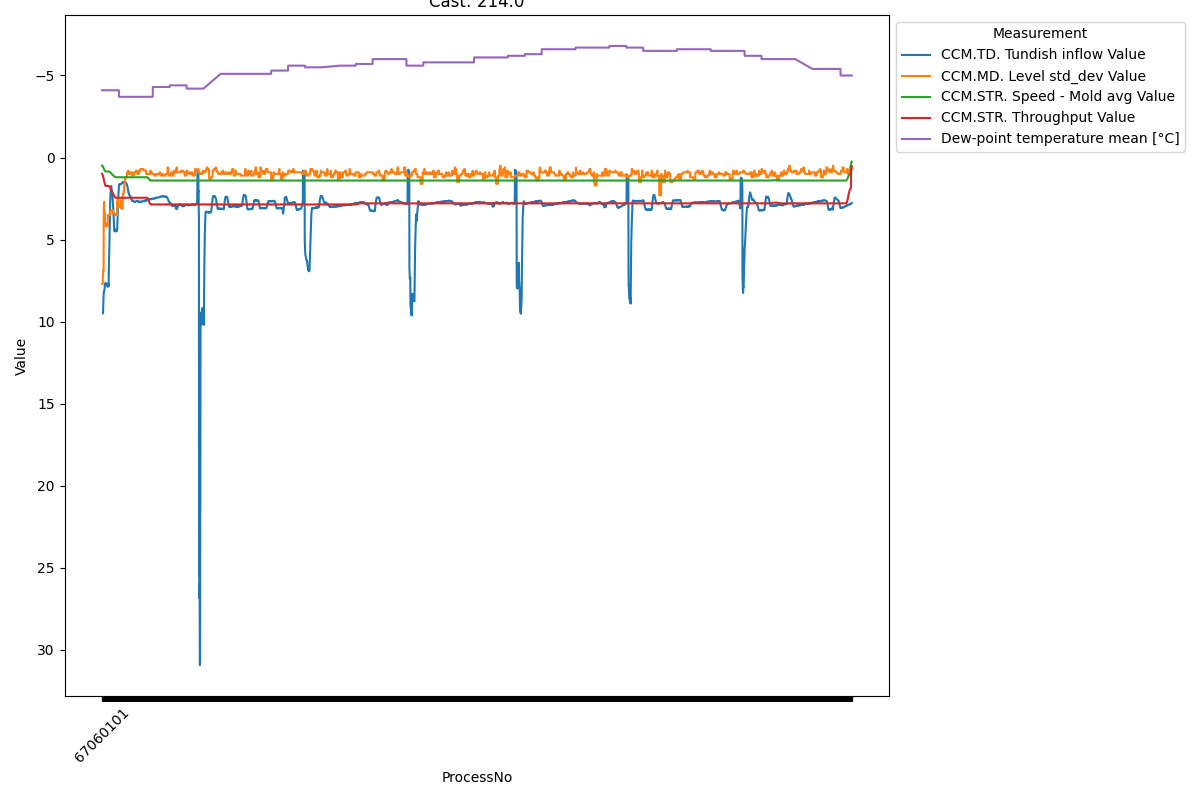 Cast: 214.0
Measurement
CCM.TD. Tundish inflow Value
CCM.MD. Level std_dev Value
CCM.STR. Speed - Mold avg Value
CCM.STR. Throughput Value
Dew-point temperature mean [°C]
−5
0
5
10
15
20
25
30
Value
67060101
ProcessNo